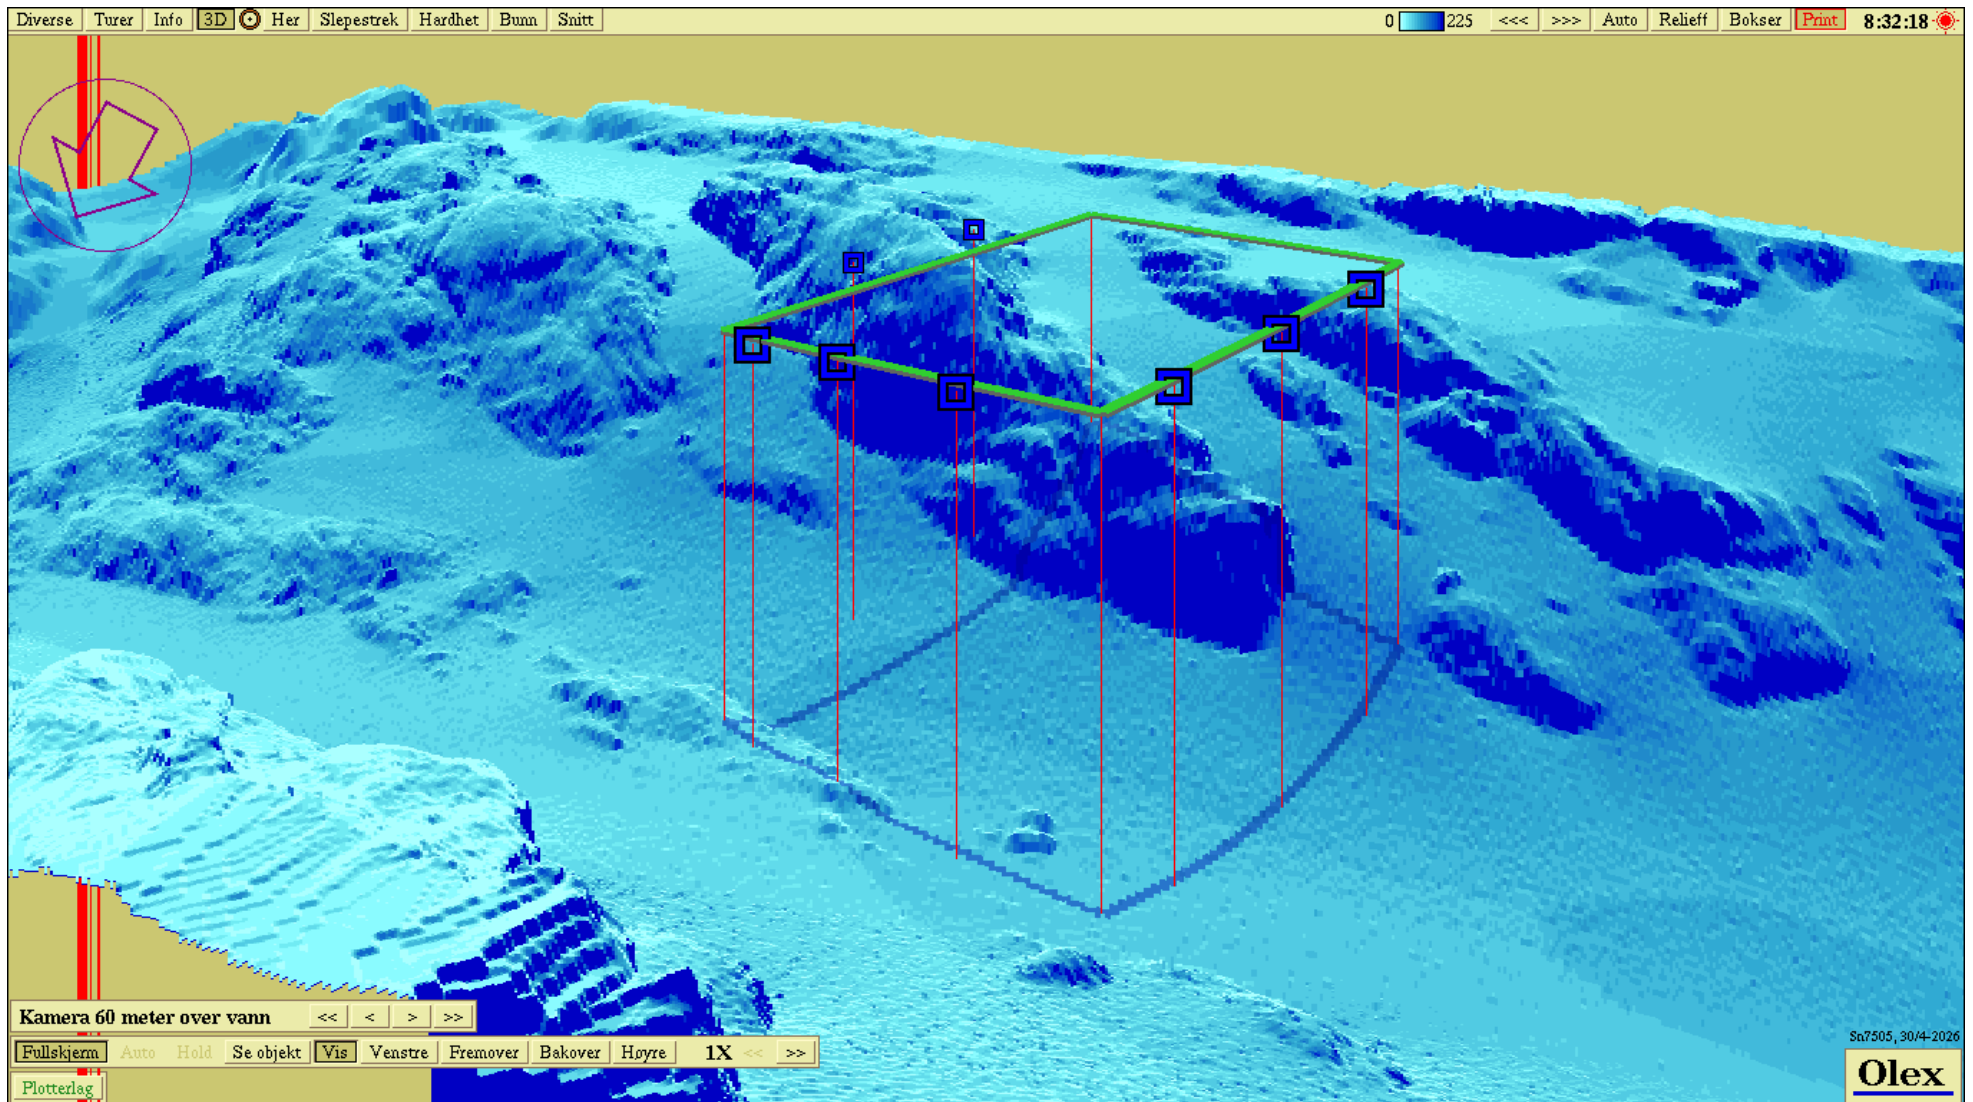 Diverse Turer Info 3D Her Slepestrek Hardhet Bunn Snitt 0 225 <<< >>> Auto Relieff Bokser Print 8:32:18
Kamera 60 meter over vann << < > >>
Sn7505, 30/4-2026
Fullskjerm Auto Hold Se objekt Vis Venstre Fremover Bakover Høyre 1X << >>
Olex
Plotterlag